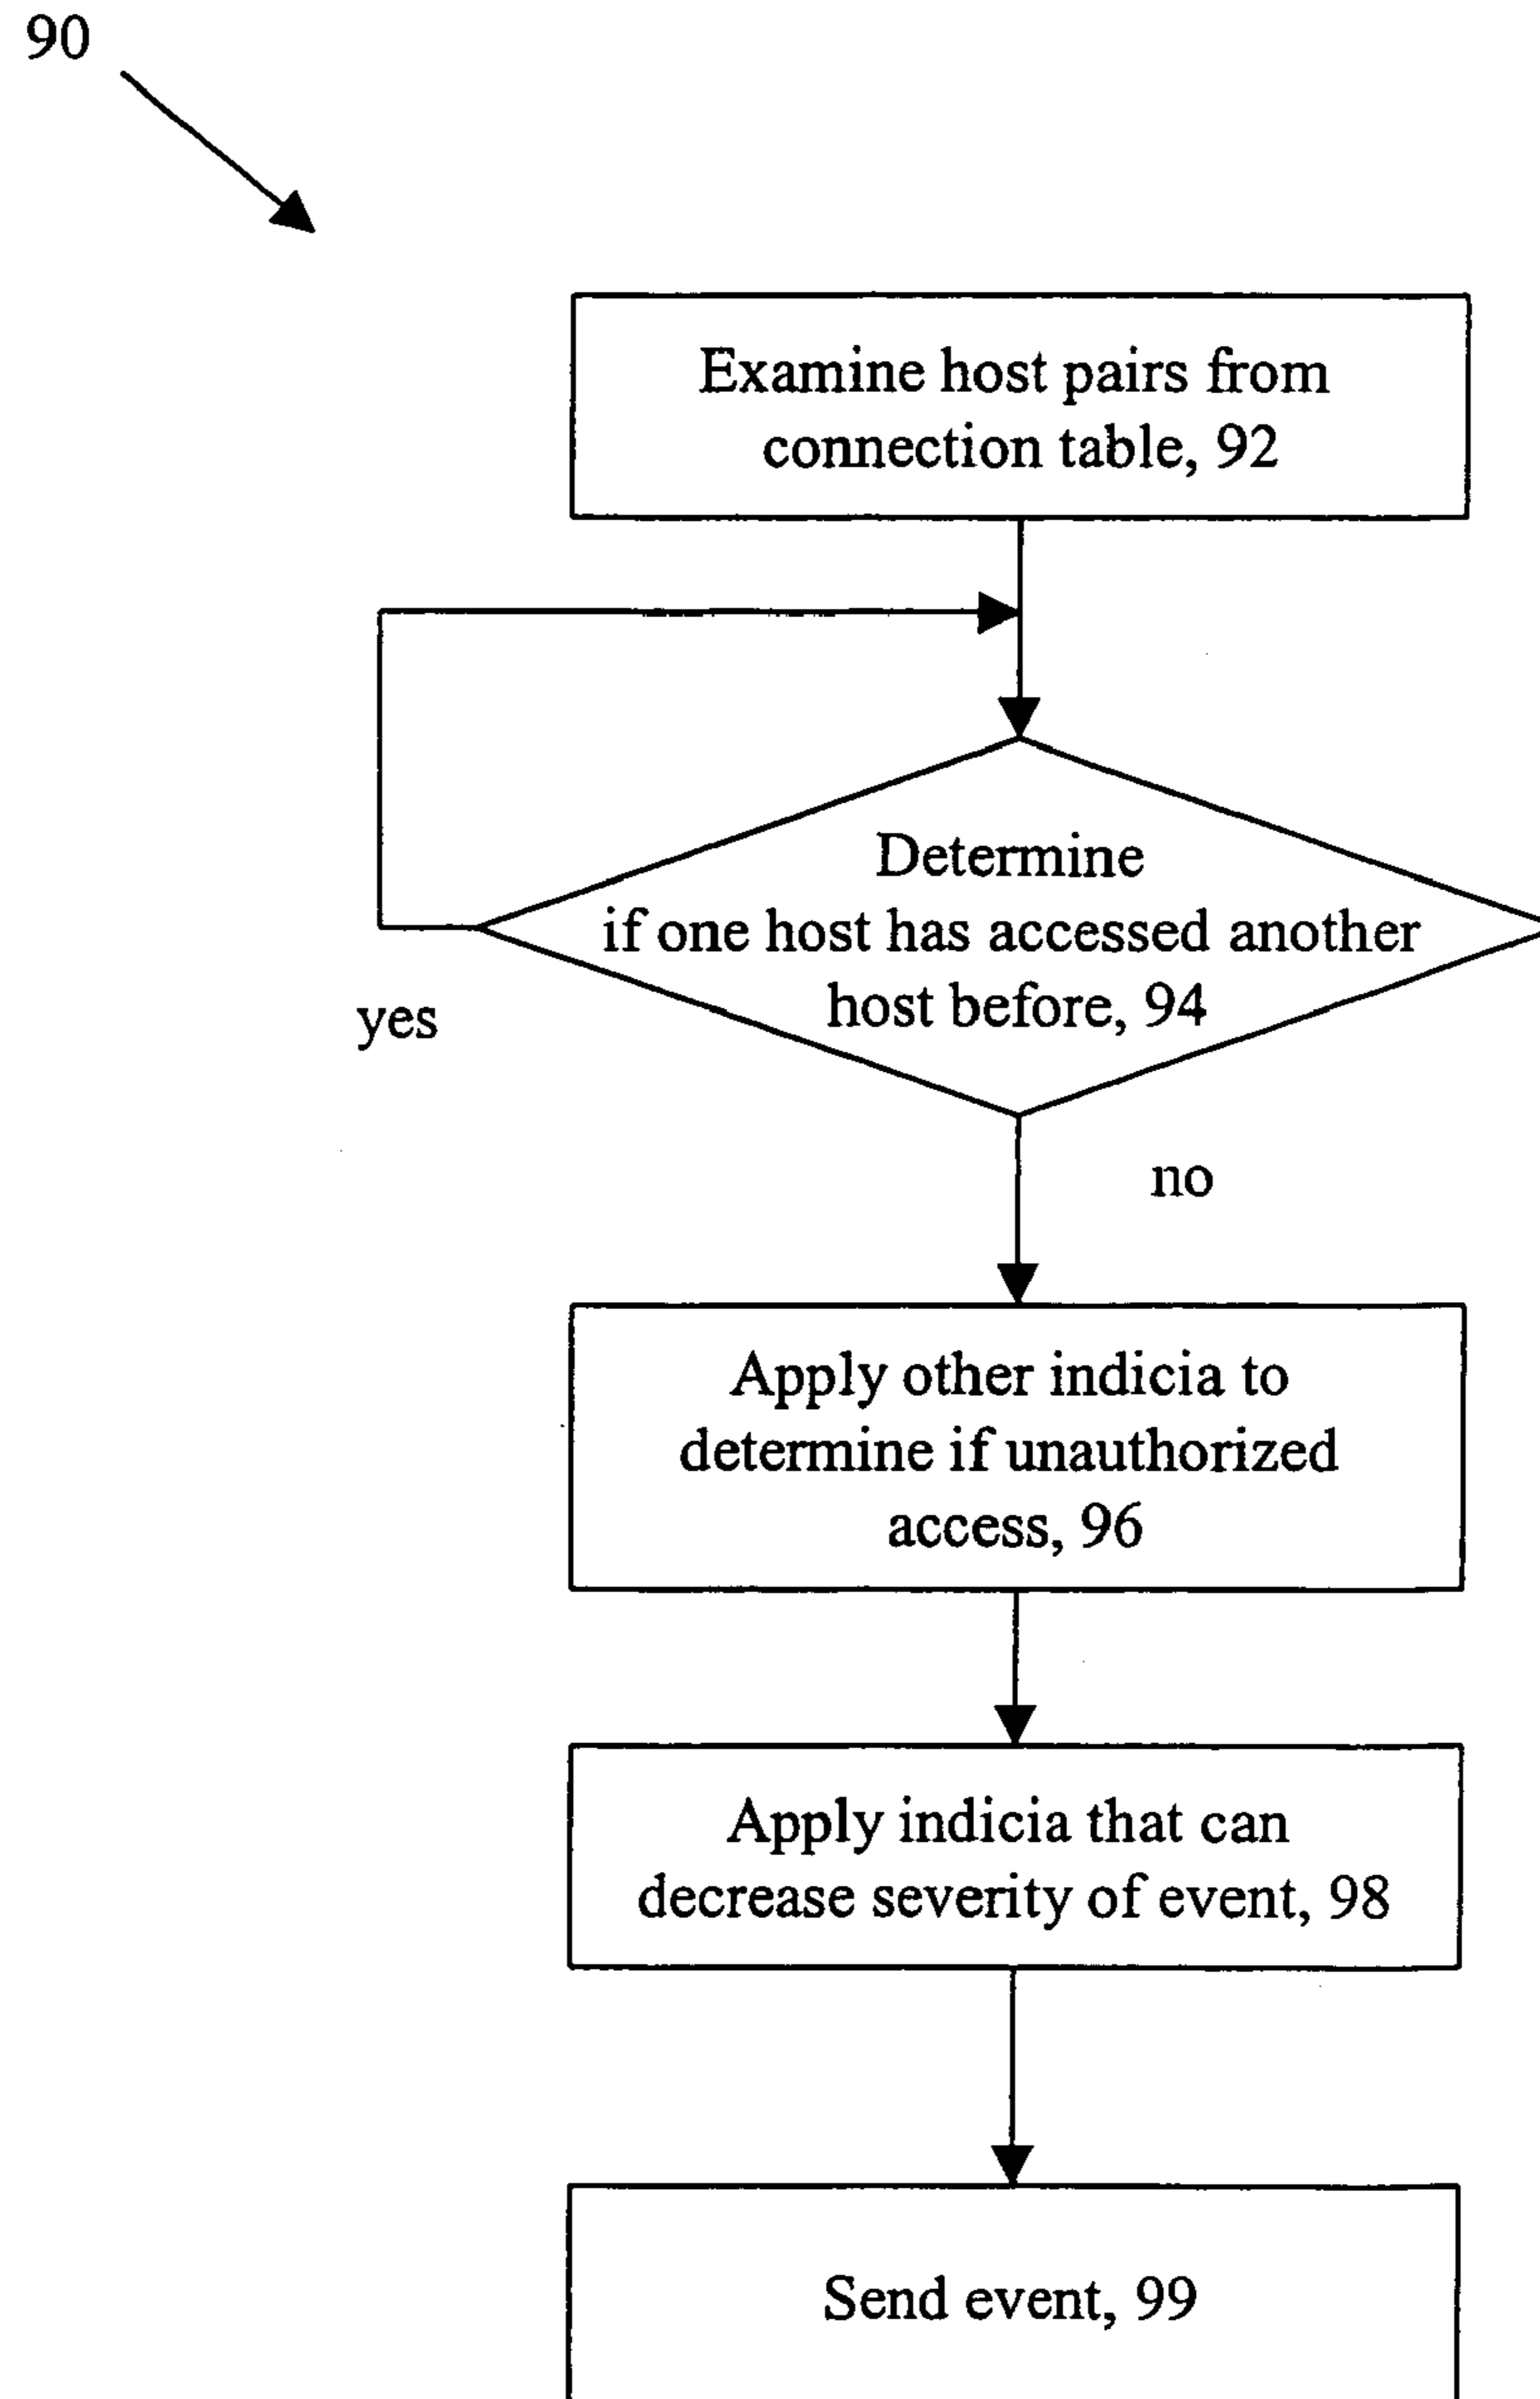 90
Examine host pairs from
connection table, 92
Determine
if one host has accessed another
host before, 94
yes
no
Apply other indicia to
determine if unauthorized
access, 96
Apply indicia that can
decrease severity of event, 98
Send event, 99